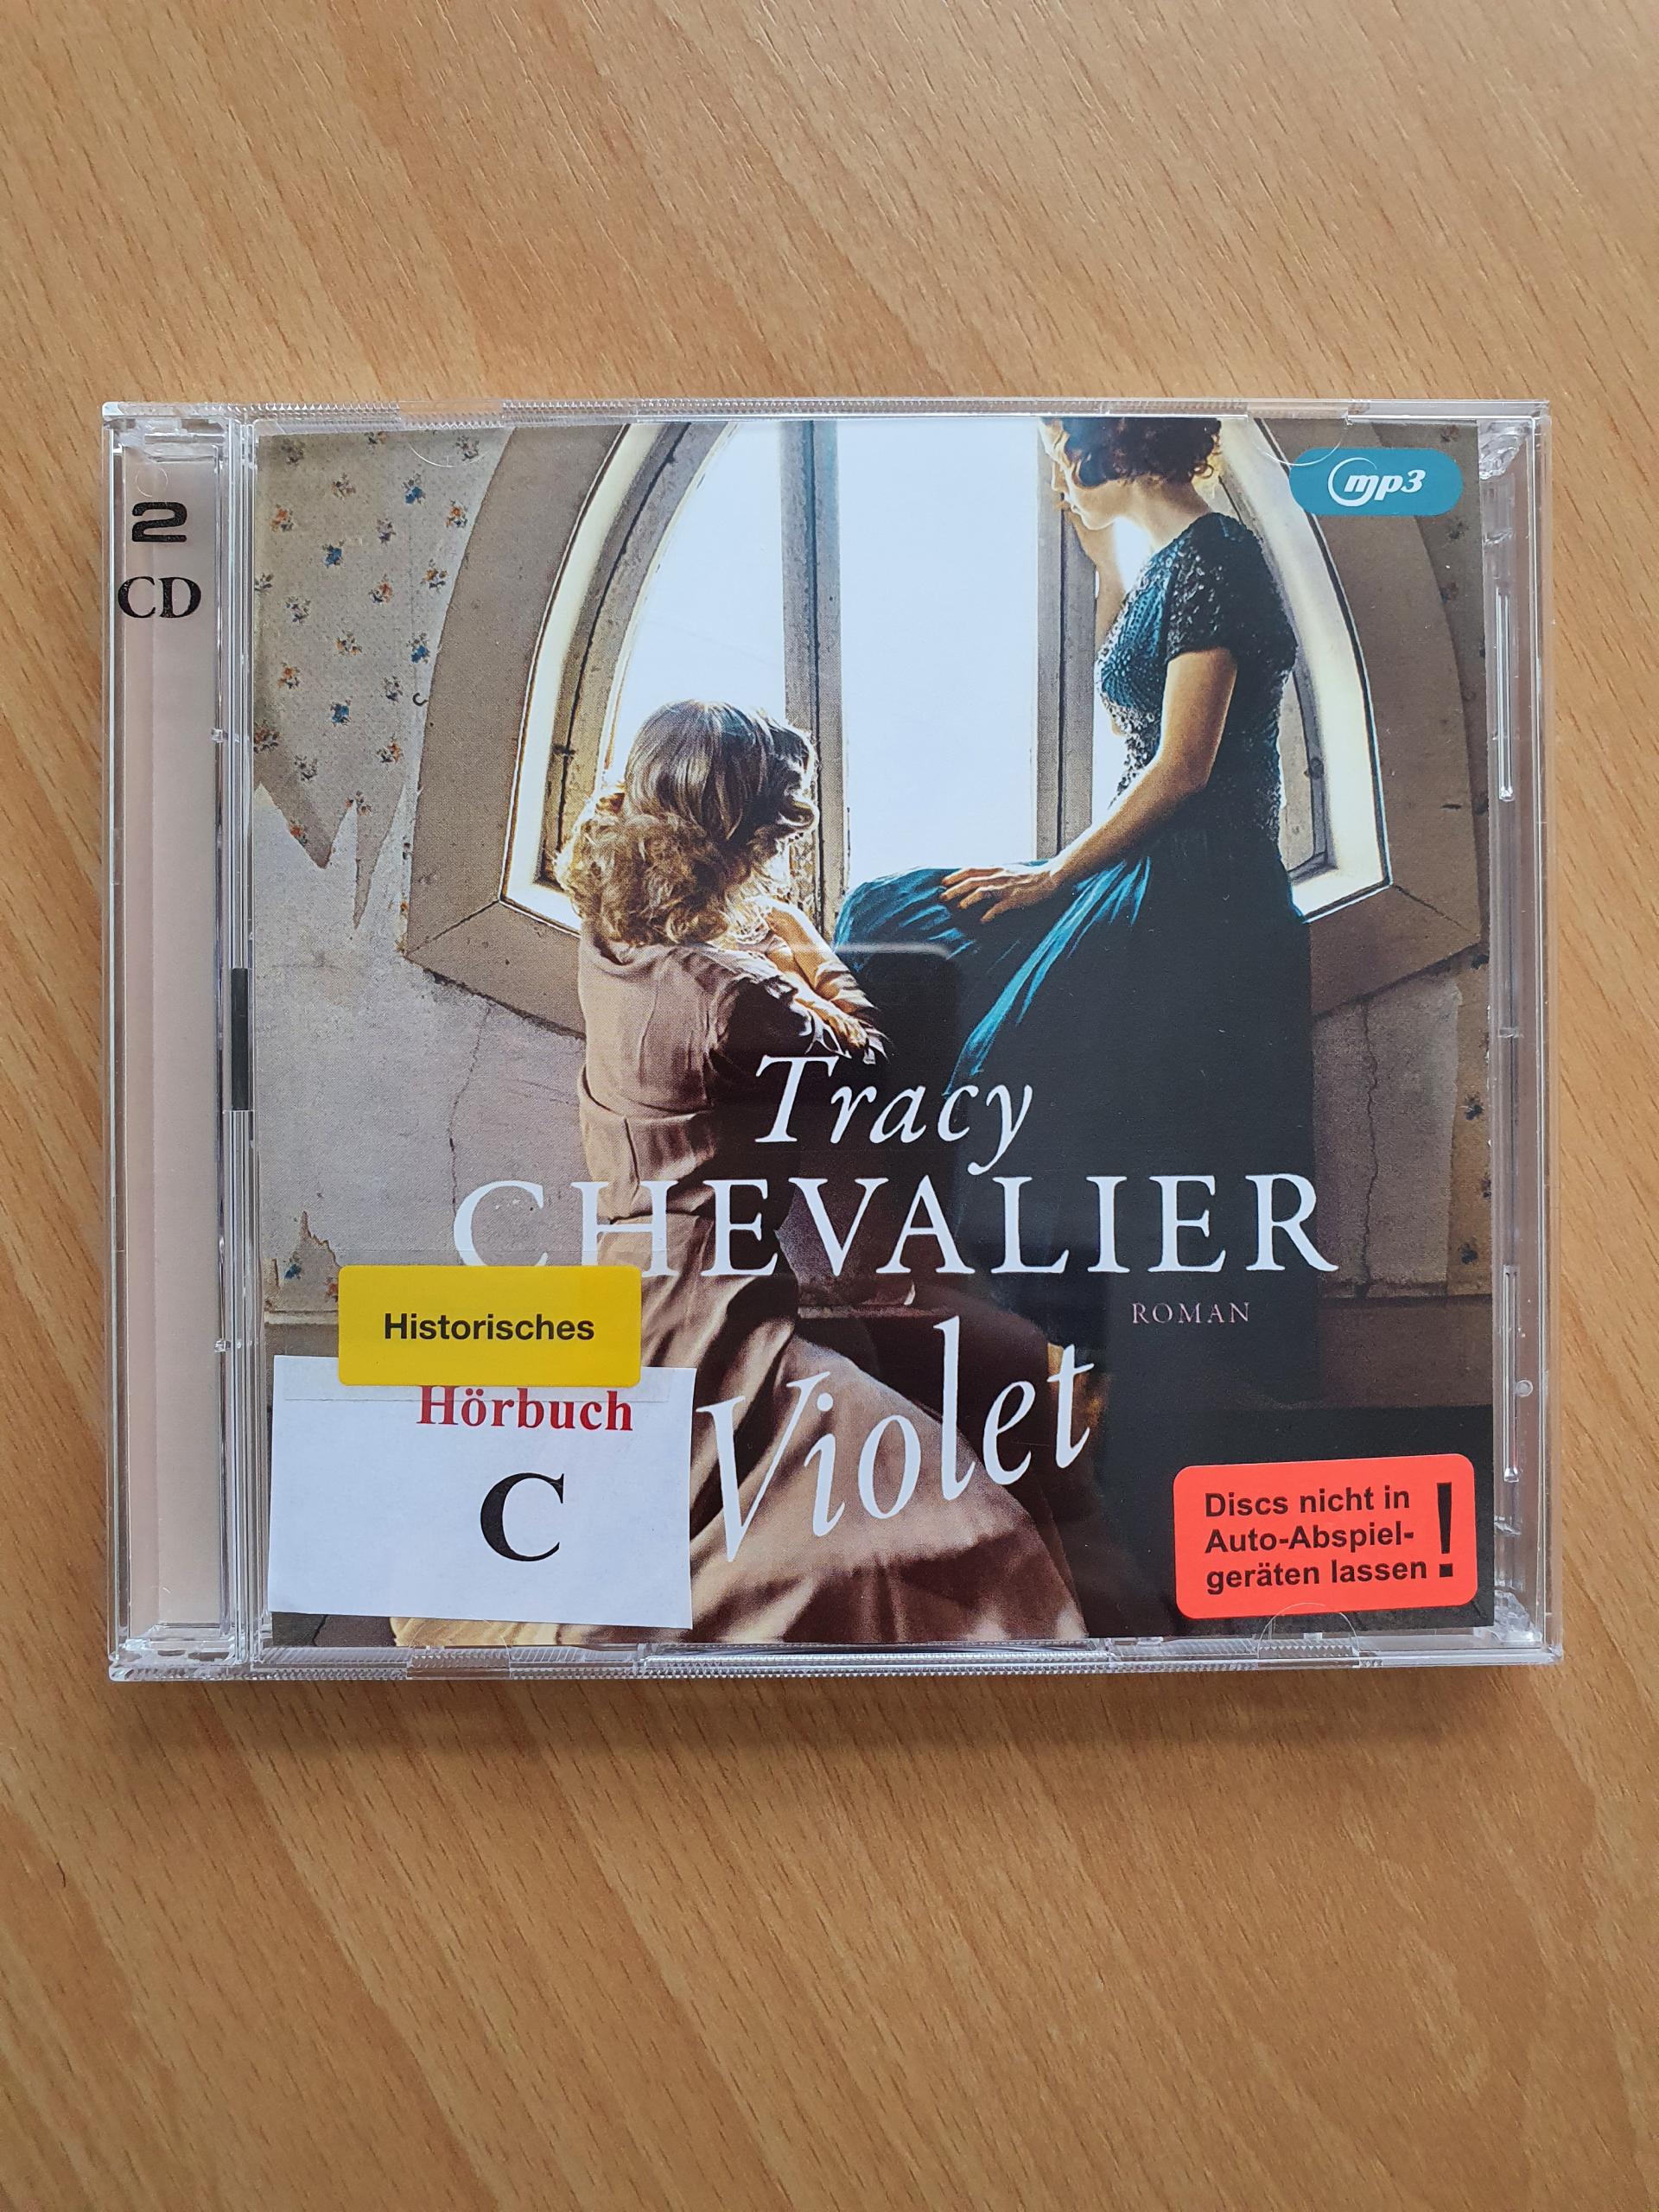 2
CD
mp3
Tracy
CHEVALIER
ROMAN
Violet
Historisches
Hörbuch
C
Discs nicht in
Auto-Abspiel-
geräten lassen !